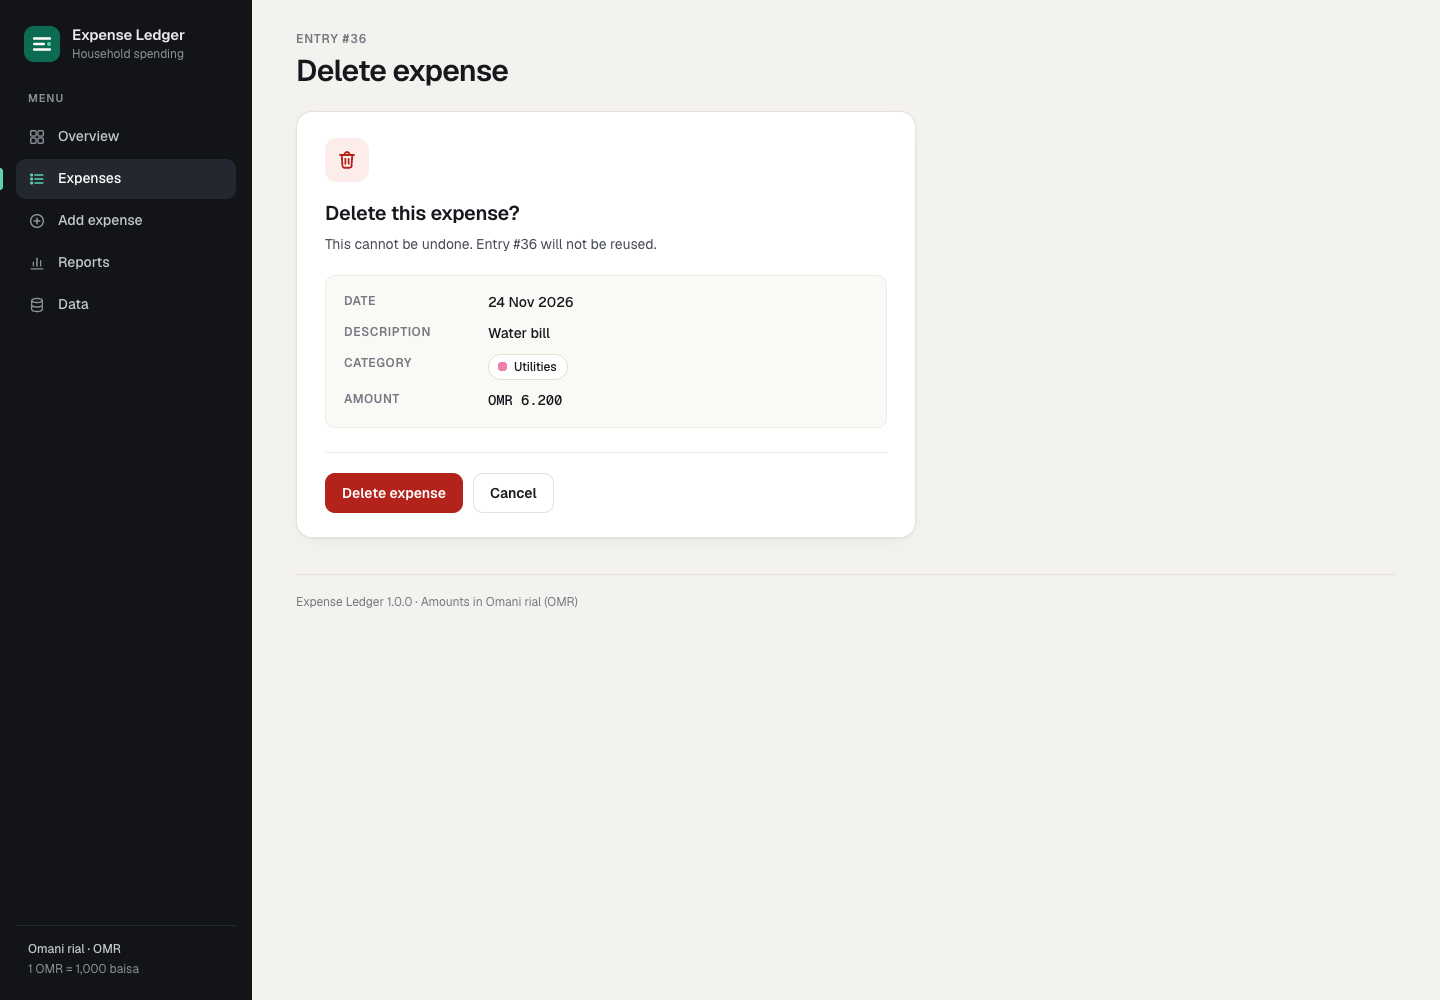 Expense Ledger
Household spending
MENU
Overview
Expenses
Add expense
Reports
Data
Omani rial · OMR
1 OMR = 1,000 baisa
ENTRY #36
Delete expense
Delete this expense?
This cannot be undone. Entry #36 will not be reused.
DATE 24 Nov 2026
DESCRIPTION Water bill
CATEGORY Utilities
AMOUNT OMR 6.200
Delete expense Cancel
Expense Ledger 1.0.0 · Amounts in Omani rial (OMR)